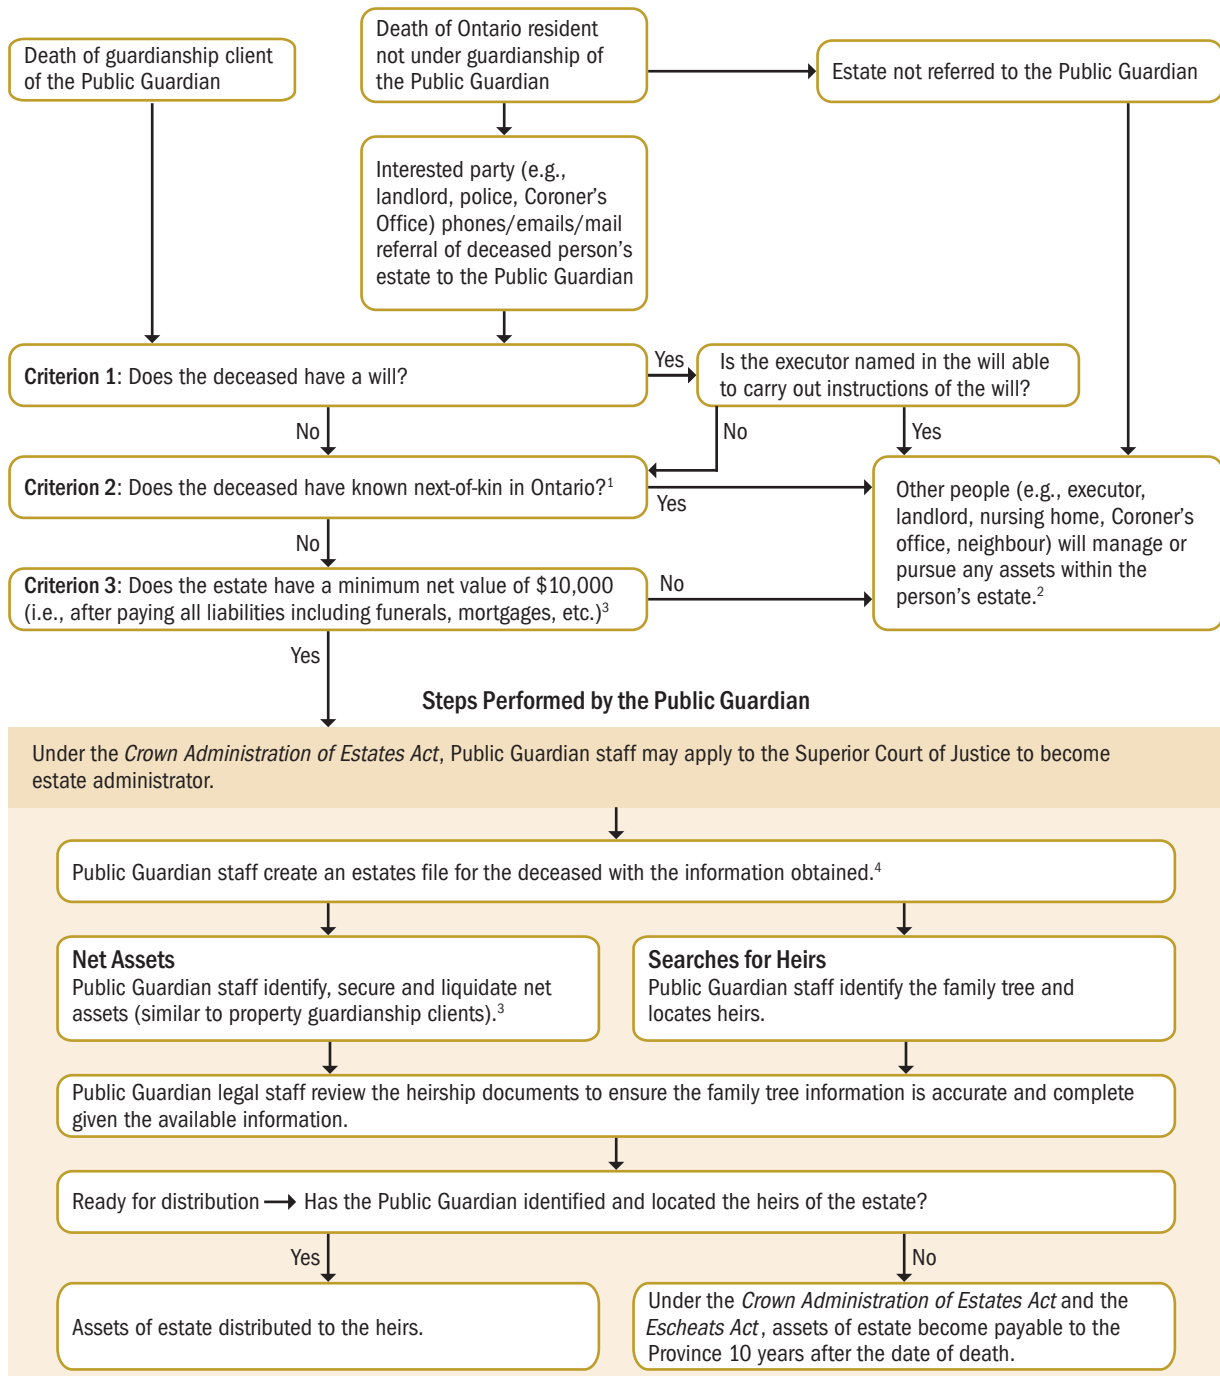 Death of guardianship client
of the Public Guardian
Death of Ontario resident
not under guardianship of
the Public Guardian
Estate not referred to the Public Guardian
Interested party (e.g.,
landlord, police, Coroner's
Office) phones/emails/mail
referral of deceased person's
estate to the Public Guardian
Criterion 1: Does the deceased have a will?
Yes
Is the executor named in the will able
to carry out instructions of the will?
No
No
Yes
Criterion 2: Does the deceased have known next-of-kin in Ontario?1
Yes
Other people (e.g., executor,
landlord, nursing home, Coroner's
office, neighbour) will manage or
pursue any assets within the
person's estate.2
No
Criterion 3: Does the estate have a minimum net value of $10,000
(i.e., after paying all liabilities including funerals, mortgages, etc.)3
No
Yes
Steps Performed by the Public Guardian
Under the Crown Administration of Estates Act, Public Guardian staff may apply to the Superior Court of Justice to become
estate administrator.
Public Guardian staff create an estates file for the deceased with the information obtained.4
Net Assets
Public Guardian staff identify, secure and liquidate net
assets (similar to property guardianship clients).3
Searches for Heirs
Public Guardian staff identify the family tree and
locates heirs.
Public Guardian legal staff review the heirship documents to ensure the family tree information is accurate and complete
given the available information.
Ready for distribution → Has the Public Guardian identified and located the heirs of the estate?
Yes
No
Assets of estate distributed to the heirs.
Under the Crown Administration of Estates Act and the
Escheats Act, assets of estate become payable to the
Province 10 years after the date of death.